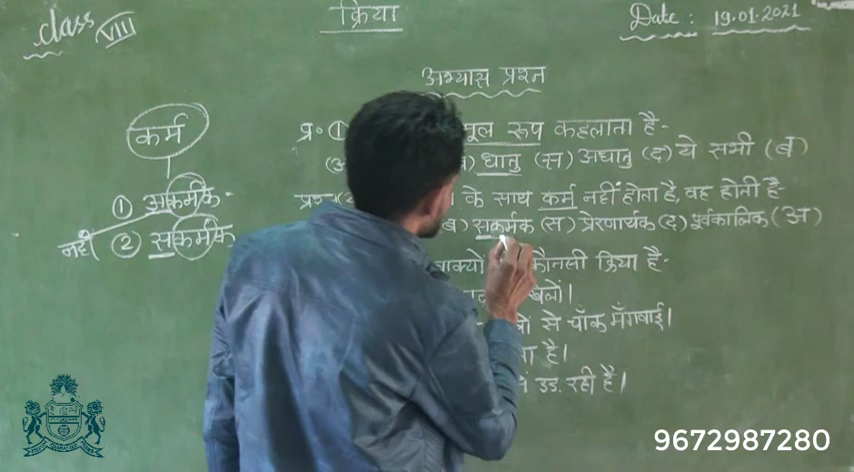 class VIII
क्रिया
Date : 19.01.2021
अभ्यास प्रश्न
कर्म
प्र॰ ① मूल रूप कहलाता है-
(अ) धातु (स) अधातु (द) ये सभी (ब)
① अकर्मक
प्रश्न के साथ कर्म नहीं होता है, वह होती है-
नहीं ② सकर्मक
ब) सकर्मक (स) प्रेरणार्थक (द) पूर्वकालिक (अ)
वाक्यों कौनसी क्रिया है-
से चॉक मँगवाई।
है।
उड़ रही है।
9672987280